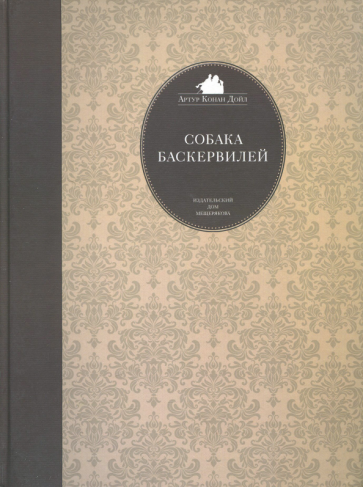 Артур Конан Дойл
СОБАКА
БАСКЕРВИЛЕЙ
ИЗДАТЕЛЬСКИЙ
ДОМ
МЕЩЕРЯКОВА